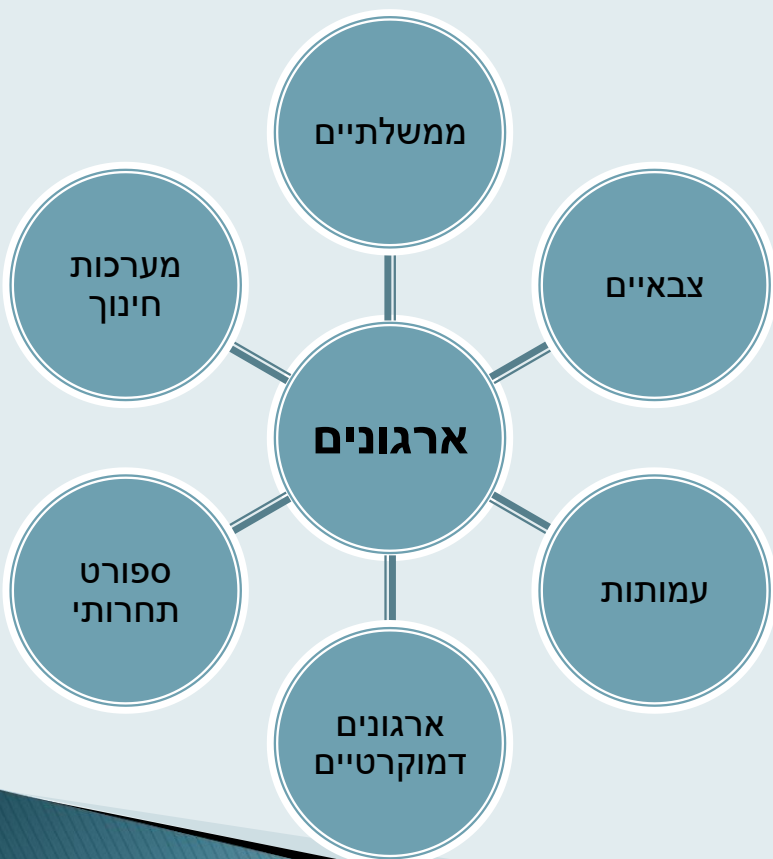 ממשלתיים
צבאיים
עמותות
ארגונים
דמוקרטיים
ספורט
תחרותי
מערכות
חינוך
ארגונים